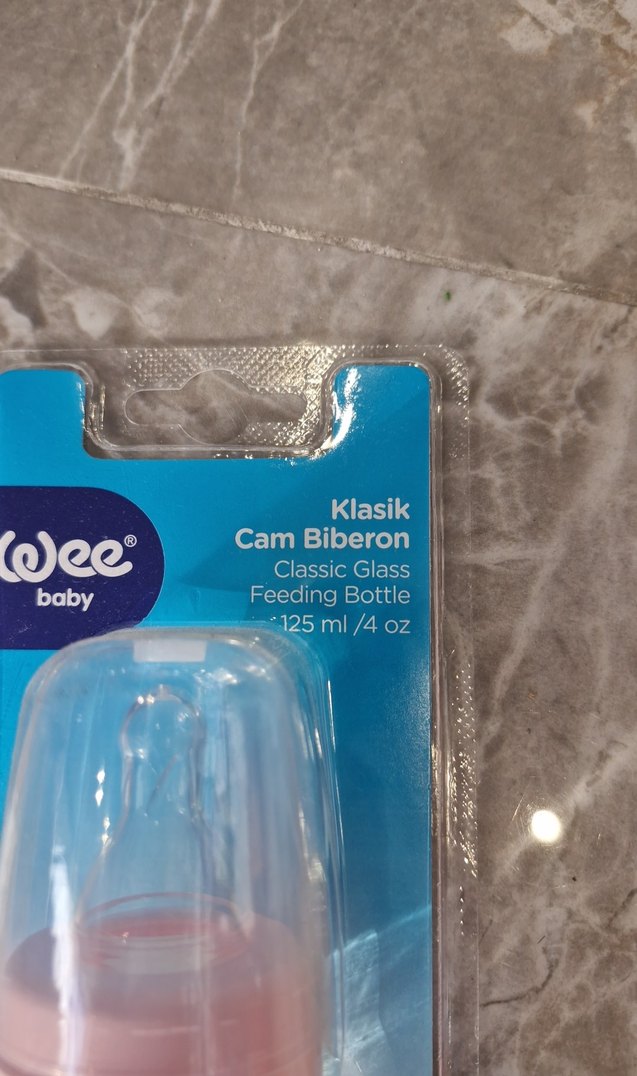 Wee®
baby
Klasik
Cam Biberon
Classic Glass
Feeding Bottle
125 ml /4 oz